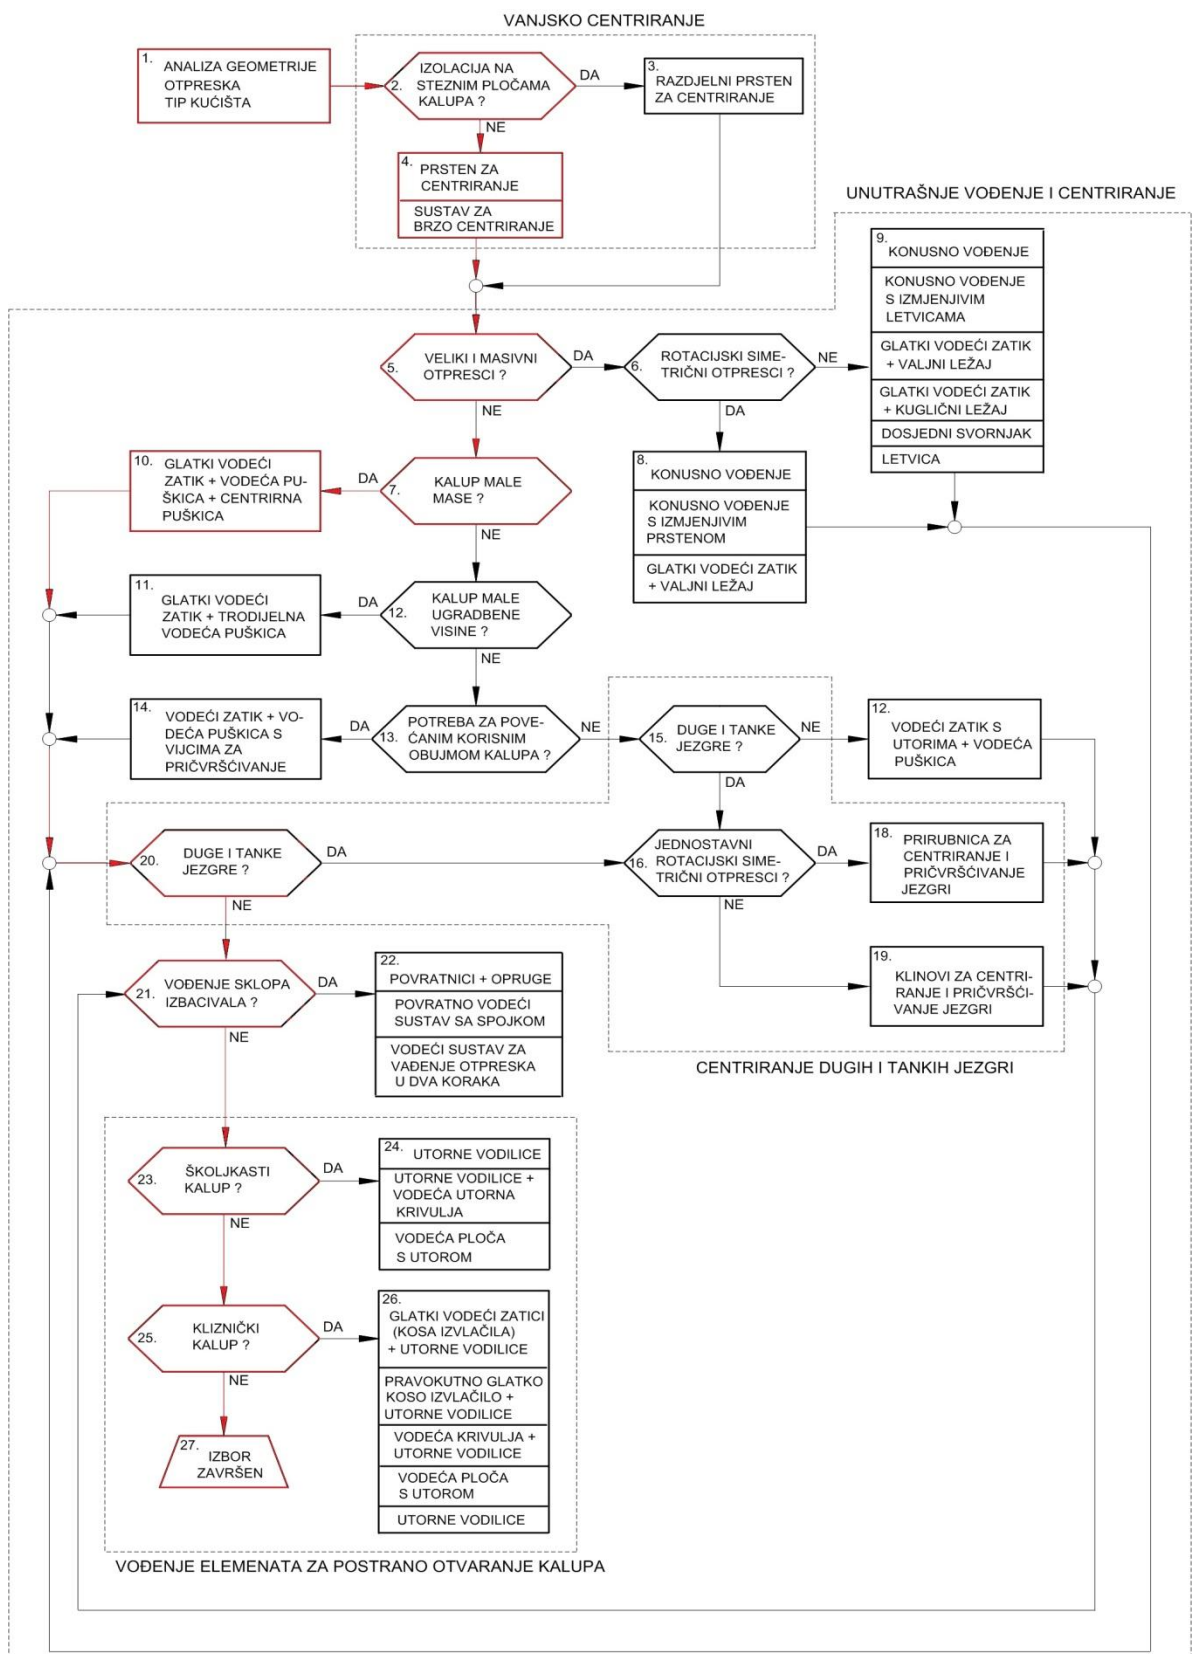 VANJSKO CENTRIRANJE
1.
ANALIZA GEOMETRIJE
OTPRESKA
TIP KUĆIŠTA
IZOLACIJA NA
2. STEZNIM PLOČAMA
KALUPA ?
DA
NE
3.
RAZDJELNI PRSTEN
ZA CENTRIRANJE
4.
PRSTEN ZA
CENTRIRANJE
SUSTAV ZA
BRZO CENTRIRANJE
UNUTRAŠNJE VOĐENJE I CENTRIRANJE
5.
VELIKI I MASIVNI
OTPRESCI ?
DA
NE
6.
ROTACIJSKI SIME-
TRIČNI OTPRESCI ?
NE
DA
9.
KONUSNO VOĐENJE
KONUSNO VOĐENJE
S IZMJENJIVIM
LETVICAMA
GLATKI VODEĆI ZATIK
+ VALJNI LEŽAJ
GLATKI VODEĆI ZATIK
+ KUGLIČNI LEŽAJ
DOSJEDNI SVORNJAK
LETVICA
8.
KONUSNO VOĐENJE
KONUSNO VOĐENJE
S IZMJENJIVIM
PRSTENOM
GLATKI VODEĆI ZATIK
+ VALJNI LEŽAJ
7.
KALUP MALE
MASE ?
DA
NE
10.
GLATKI VODEĆI
ZATIK + VODEĆA PU-
ŠKICA + CENTRIRNA
PUŠKICA
11.
GLATKI VODEĆI
ZATIK + TRODIJELNA
VODEĆA PUŠKICA
DA
12.
KALUP MALE
UGRADBENE
VISINE ?
NE
14.
VODEĆI ZATIK + VO-
DEĆA PUŠKICA S
VIJCIMA ZA
PRIČVRŠĆIVANJE
DA
13.
POTREBA ZA POVE-
ĆANIM KORISNIM
OBUJMOM KALUPA ?
NE
15.
DUGE I TANKE
JEZGRE ?
NE
DA
12.
VODEĆI ZATIK S
UTORIMA + VODEĆA
PUŠKICA
20.
DUGE I TANKE
JEZGRE ?
DA
NE
JEDNOSTAVNI
ROTACIJSKI SIME-
16. TRIČNI OTPRESCI ?
DA
NE
18.
PRIRUBNICA ZA
CENTRIRANJE I
PRIČVRŠĆIVANJE
JEZGRI
19.
KLINOVI ZA CENTRI-
RANJE I PRIČVRŠĆI-
VANJE JEZGRI
CENTRIRANJE DUGIH I TANKIH JEZGRI
21.
VOĐENJE SKLOPA
IZBACIVALA ?
DA
NE
22.
POVRATNICI + OPRUGE
POVRATNO VODEĆI
SUSTAV SA SPOJKOM
VODEĆI SUSTAV ZA
VAĐENJE OTPRESKA
U DVA KORAKA
23.
ŠKOLJKASTI
KALUP ?
DA
NE
24.
UTORNE VODILICE
UTORNE VODILICE +
VODEĆA UTORNA
KRIVULJA
VODEĆA PLOČA
S UTOROM
25.
KLIZNIČKI
KALUP ?
DA
NE
26.
GLATKI VODEĆI ZATICI
(KOSA IZVLAČILA)
+ UTORNE VODILICE
PRAVOKUTNO GLATKO
KOSO IZVLAČILO +
UTORNE VODILICE
VODEĆA KRIVULJA +
UTORNE VODILICE
VODEĆA PLOČA
S UTOROM
UTORNE VODILICE
27.
IZBOR
ZAVRŠEN
VOĐENJE ELEMENATA ZA POSTRANO OTVARANJE KALUPA